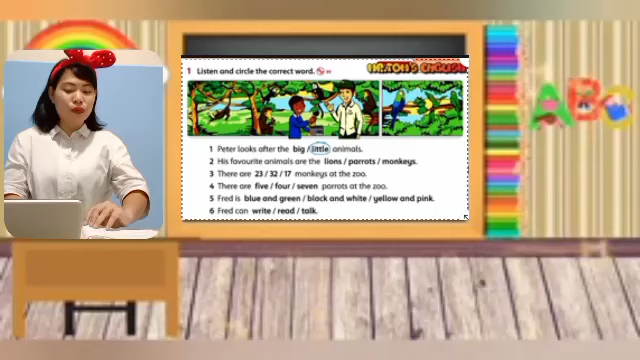 1 Listen and circle the correct word.
MR.TOM'S ENGLISH
1 Peter looks after the big / little animals.
2 His favourite animals are the lions / parrots / monkeys.
3 There are 23 / 32 / 17 monkeys at the zoo.
4 There are five / four / seven parrots at the zoo.
5 Fred is blue and green / black and white / yellow and pink.
6 Fred can write / read / talk.
ABC